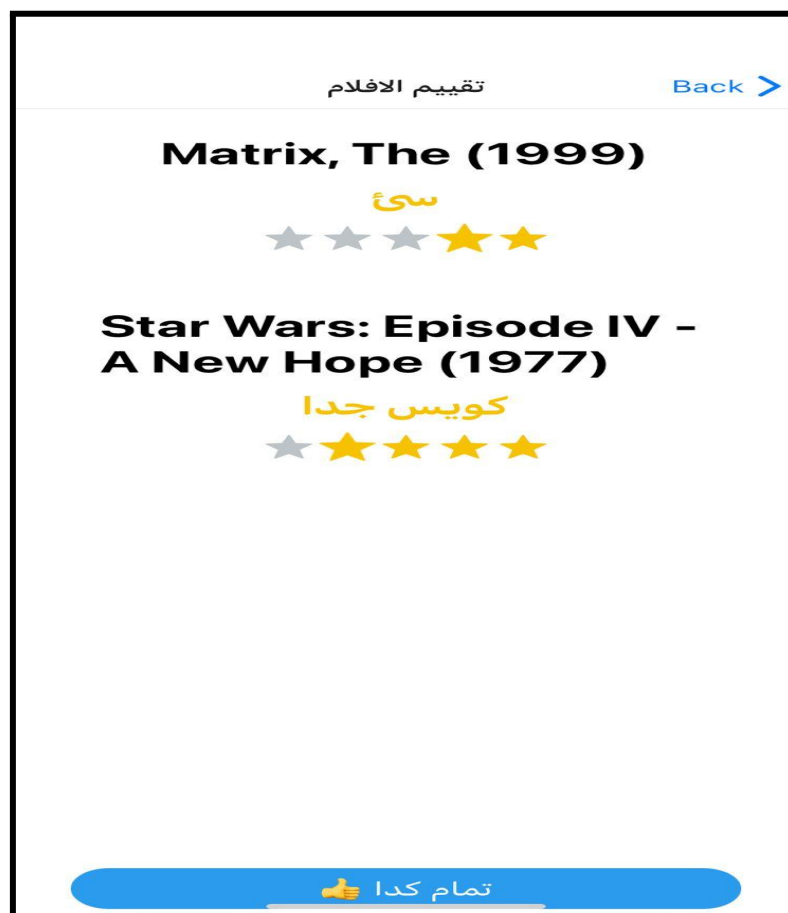 تقييم الافلام
Back
Matrix, The (1999)
سئ
Star Wars: Episode IV -
A New Hope (1977)
كويس جدا
تمام كدا 👍